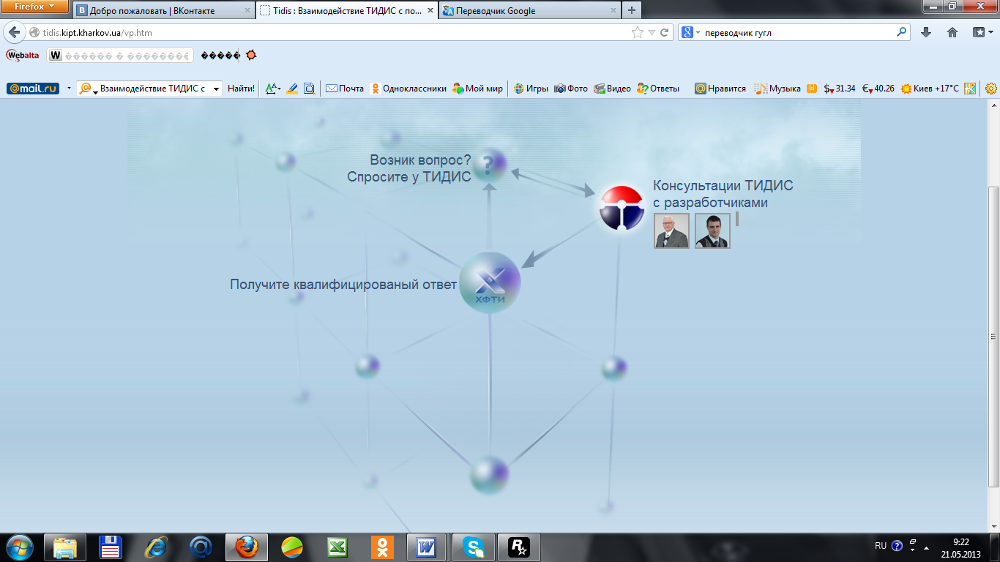 Firefox
Добро пожаловать | ВКонтакте
Tidis : Взаимодействие ТИДИС с по...
Переводчик Google
tidis.kipt.kharkov.ua/vp.htm
переводчик гугл
Webalta
W ������ � ��������
�����
@mail.ru
Взаимодействие ТИДИС с
Найти!
Почта
Одноклассники
Мой мир
Игры
Фото
Видео
Ответы
Нравится
Музыка
$ 31.34
€ 40.26
Киев +17°C
Возник вопрос?
Спросите у ТИДИС
?
Консультации ТИДИС
с разработчиками
Получите квалифицированый ответ
ХФТИ
RU
9:22
21.05.2013